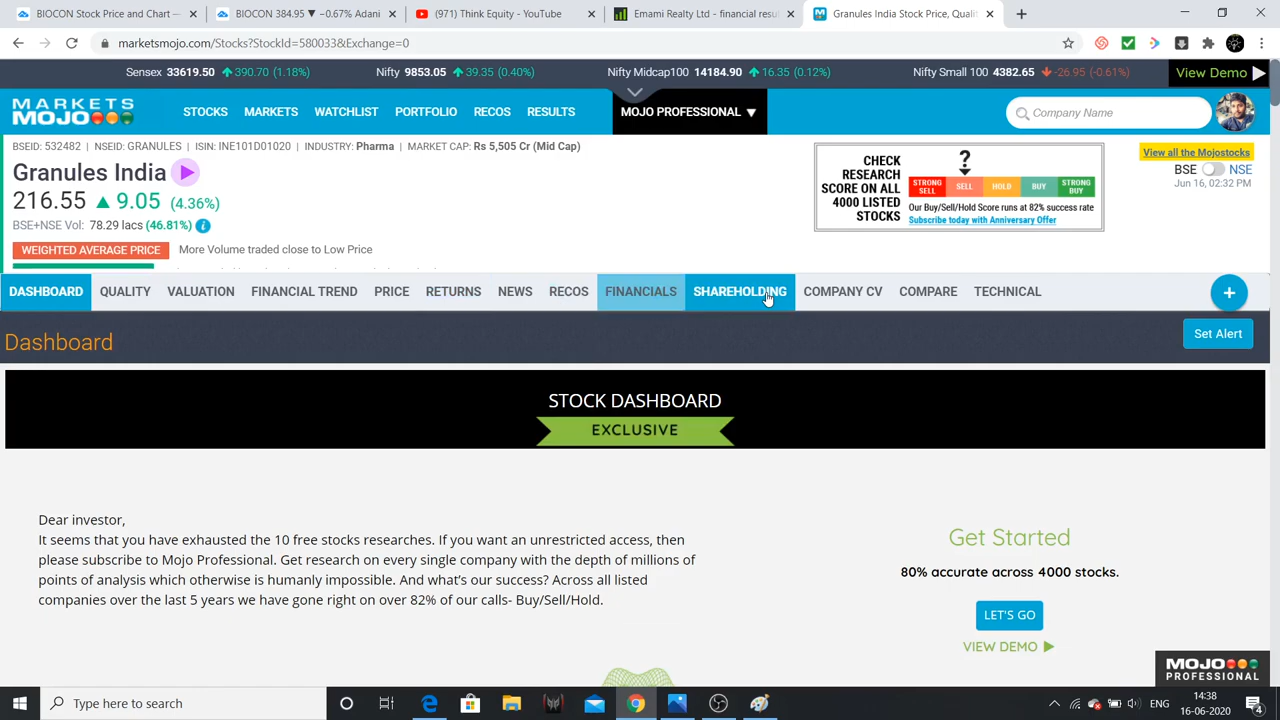 BIOCON Stock Price and Chart —
BIOCON 384.95 ▼ −0.67% Adani
(971) Think Equity - YouTube
Emami Realty Ltd - financial resu
Granules India Stock Price, Quali
marketsmojo.com/Stocks?StockId=580033&Exchange=0
Sensex 33619.50 390.70 (1.18%)
Nifty 9853.05 39.35 (0.40%)
Nifty Midcap100 14184.90 16.35 (0.12%)
Nifty Small 100 4382.65 -26.95 (-0.61%)
View Demo
MARKETS MOJO
STOCKS MARKETS WATCHLIST PORTFOLIO RECOS RESULTS
MOJO PROFESSIONAL ▼
Company Name
BSEID: 532482 | NSEID: GRANULES | ISIN: INE101D01020 | INDUSTRY: Pharma | MARKET CAP: Rs 5,505 Cr (Mid Cap)
Granules India
216.55 ▲ 9.05 (4.36%)
BSE+NSE Vol: 78.29 lacs (46.81%)
WEIGHTED AVERAGE PRICE More Volume traded close to Low Price
CHECK
RESEARCH
SCORE ON ALL
4000 LISTED
STOCKS
?
STRONG SELL SELL HOLD BUY STRONG BUY
Our Buy/Sell/Hold Score runs at 82% success rate
Subscribe today with Anniversary Offer
View all the Mojostocks
BSE NSE
Jun 16, 02:32 PM
DASHBOARD QUALITY VALUATION FINANCIAL TREND PRICE RETURNS NEWS RECOS FINANCIALS SHAREHOLDING COMPANY CV COMPARE TECHNICAL
+
Dashboard
Set Alert
STOCK DASHBOARD
EXCLUSIVE
Dear investor,
It seems that you have exhausted the 10 free stocks researches. If you want an unrestricted access, then
please subscribe to Mojo Professional. Get research on every single company with the depth of millions of
points of analysis which otherwise is humanly impossible. And what's our success? Across all listed
companies over the last 5 years we have gone right on over 82% of our calls- Buy/Sell/Hold.
Get Started
80% accurate across 4000 stocks.
LET'S GO
VIEW DEMO
MOJO
PROFESSIONAL
Type here to search
ENG
14:38
16-06-2020
4